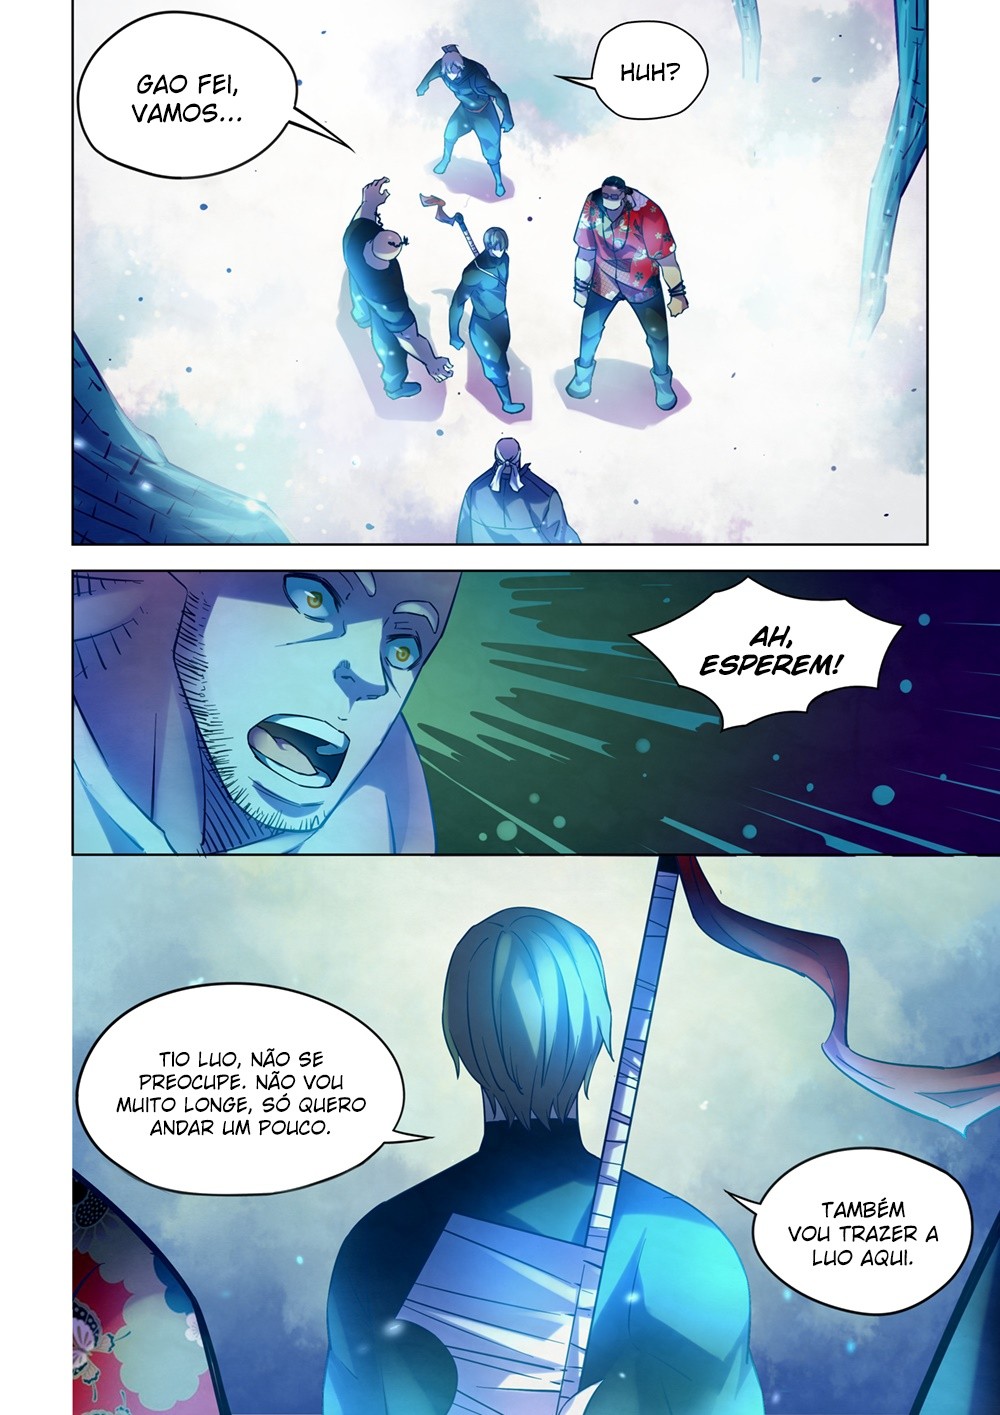 GAO FEI,
VAMOS...
HUH?
AH,
ESPEREM!
TIO LUO, NÃO SE
PREOCUPE. NÃO VOU
MUITO LONGE, SÓ QUERO
ANDAR UM POUCO.
TAMBÉM
VOU TRAZER A
LUO AQUI.